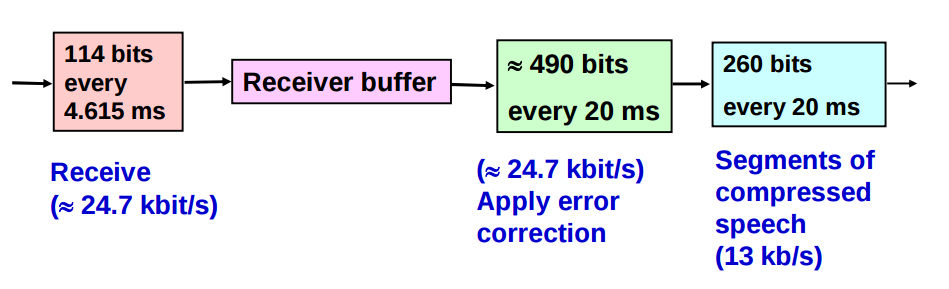 114 bits
every
4.615 ms
Receiver buffer
≈ 490 bits
every 20 ms
260 bits
every 20 ms
Receive
(≈ 24.7 kbit/s)
(≈ 24.7 kbit/s)
Apply error
correction
Segments of
compressed
speech
(13 kb/s)